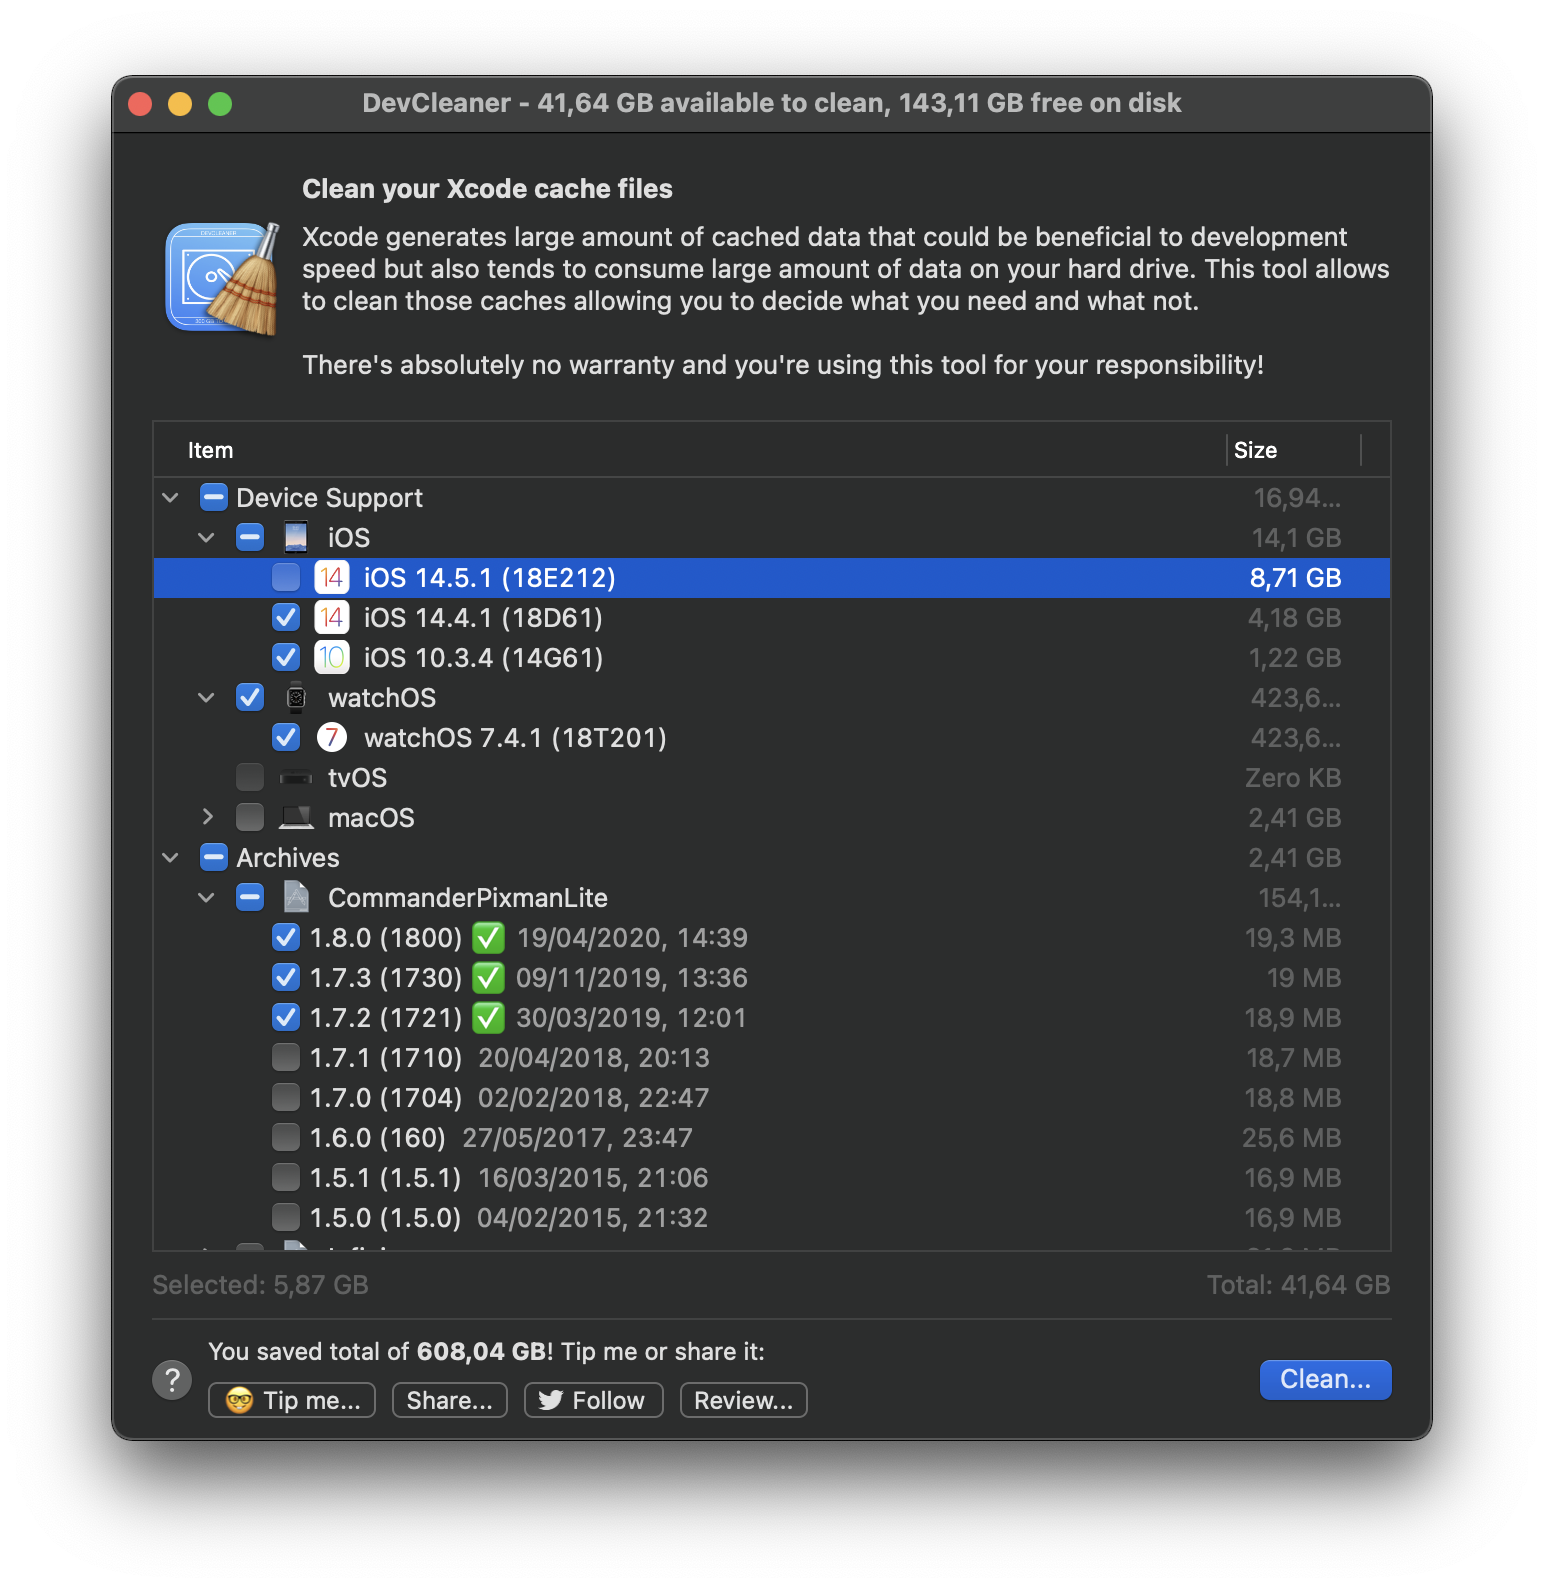 DevCleaner - 41,64 GB available to clean, 143,11 GB free on disk
Clean your Xcode cache files
Xcode generates large amount of cached data that could be beneficial to development
speed but also tends to consume large amount of data on your hard drive. This tool allows
to clean those caches allowing you to decide what you need and what not.
There's absolutely no warranty and you're using this tool for your responsibility!
Item Size
Device Support 16,94...
iOS 14,1 GB
14 iOS 14.5.1 (18E212) 8,71 GB
14 iOS 14.4.1 (18D61) 4,18 GB
10 iOS 10.3.4 (14G61) 1,22 GB
watchOS 423,6...
7 watchOS 7.4.1 (18T201) 423,6...
tvOS Zero KB
macOS 2,41 GB
Archives 2,41 GB
CommanderPixmanLite 154,1...
1.8.0 (1800) ✅ 19/04/2020, 14:39 19,3 MB
1.7.3 (1730) ✅ 09/11/2019, 13:36 19 MB
1.7.2 (1721) ✅ 30/03/2019, 12:01 18,9 MB
1.7.1 (1710) 20/04/2018, 20:13 18,7 MB
1.7.0 (1704) 02/02/2018, 22:47 18,8 MB
1.6.0 (160) 27/05/2017, 23:47 25,6 MB
1.5.1 (1.5.1) 16/03/2015, 21:06 16,9 MB
1.5.0 (1.5.0) 04/02/2015, 21:32 16,9 MB
Selected: 5,87 GB Total: 41,64 GB
You saved total of 608,04 GB! Tip me or share it:
? 🤓 Tip me... Share... Follow Review... Clean...